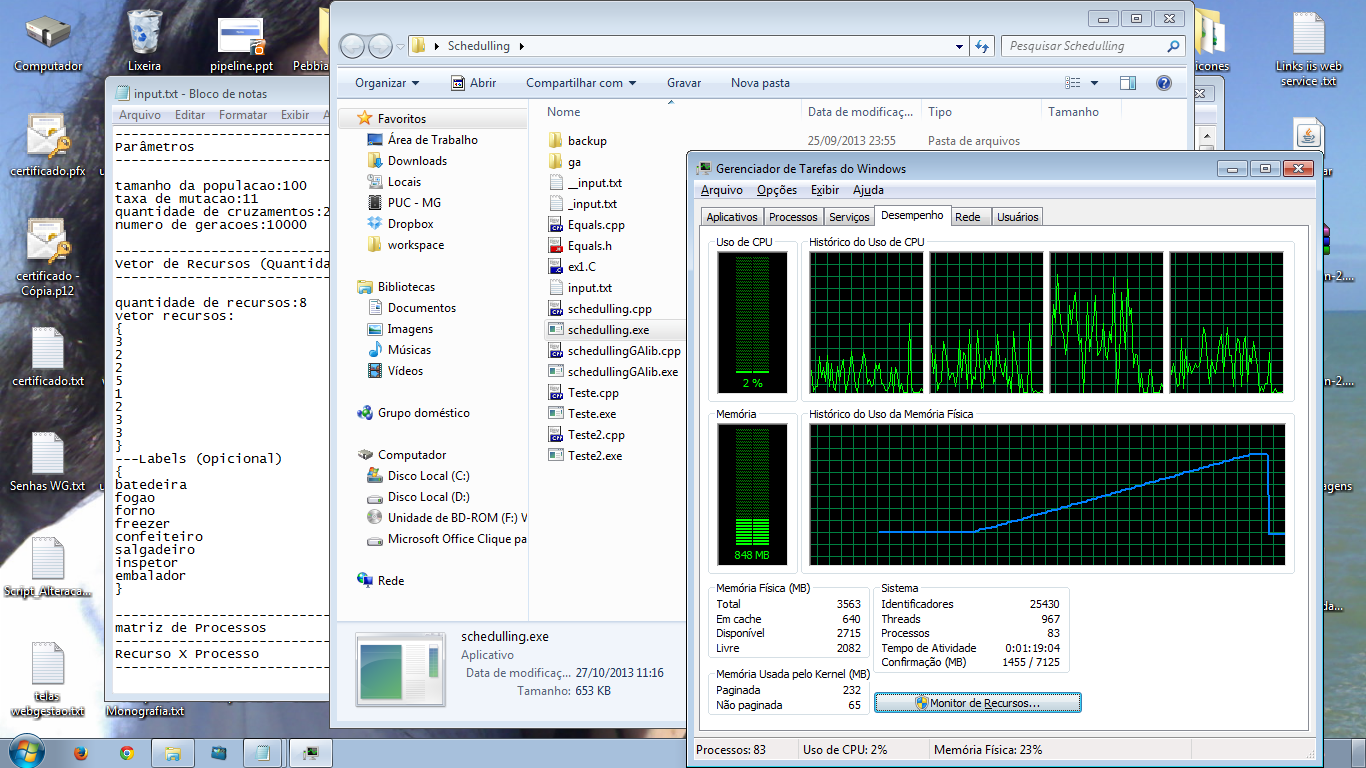 Computador
Lixeira
pipeline.ppt
Pebbia
certificado.pfx
certificado -
Cópia.p12
certificado.txt
Senhas WG.txt
Script_Alteraca...
telas
webgestao.txt
Monografia.txt
icones
Links iis web
service .txt
ar
n-2....
n-2....
agens
da...
input.txt - Bloco de notas
Arquivo Editar Formatar Exibir A
Parâmetros
tamanho da populacao:100
taxa de mutacao:11
quantidade de cruzamentos:2
numero de geracoes:10000
Vetor de Recursos (Quantida
quantidade de recursos:8
vetor recursos:
{
3
2
2
5
1
2
3
3
}
---Labels (Opicional)
{
batedeira
fogao
forno
freezer
confeiteiro
salgadeiro
inspetor
embalador
}
matriz de Processos
Recurso X Processo
Schedulling
Pesquisar Schedulling
Organizar Abrir Compartilhar com Gravar Nova pasta
Favoritos
Área de Trabalho
Downloads
Locais
PUC - MG
Dropbox
workspace
Bibliotecas
Documentos
Imagens
Músicas
Vídeos
Grupo doméstico
Computador
Disco Local (C:)
Disco Local (D:)
Unidade de BD-ROM (F:) V
Microsoft Office Clique pa
Rede
Nome Data de modificaç... Tipo Tamanho
backup 25/09/2013 23:55 Pasta de arquivos
ga
__input.txt
_input.txt
Equals.cpp
Equals.h
ex1.C
input.txt
schedulling.cpp
schedulling.exe
schedullingGAlib.cpp
schedullingGAlib.exe
Teste.cpp
Teste.exe
Teste2.cpp
Teste2.exe
schedulling.exe
Aplicativo
Data de modificaç... 27/10/2013 11:16
Tamanho: 653 KB
Gerenciador de Tarefas do Windows
Arquivo Opções Exibir Ajuda
Aplicativos Processos Serviços Desempenho Rede Usuários
Uso de CPU Histórico do Uso de CPU
2 %
Memória Histórico do Uso da Memória Física
848 MB
Memória Física (MB)
Total 3563
Em cache 640
Disponível 2715
Livre 2082
Memória Usada pelo Kernel (MB)
Paginada 232
Não paginada 65
Sistema
Identificadores 25430
Threads 967
Processos 83
Tempo de Atividade 0:01:19:04
Confirmação (MB) 1455 / 7125
Monitor de Recursos...
Processos: 83 Uso de CPU: 2% Memória Física: 23%